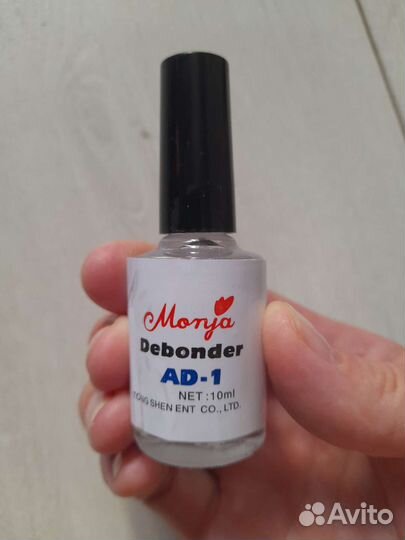 Monja
Debonder
AD-1
NET:10ml
SHEN ENT CO., LTD.
Avito